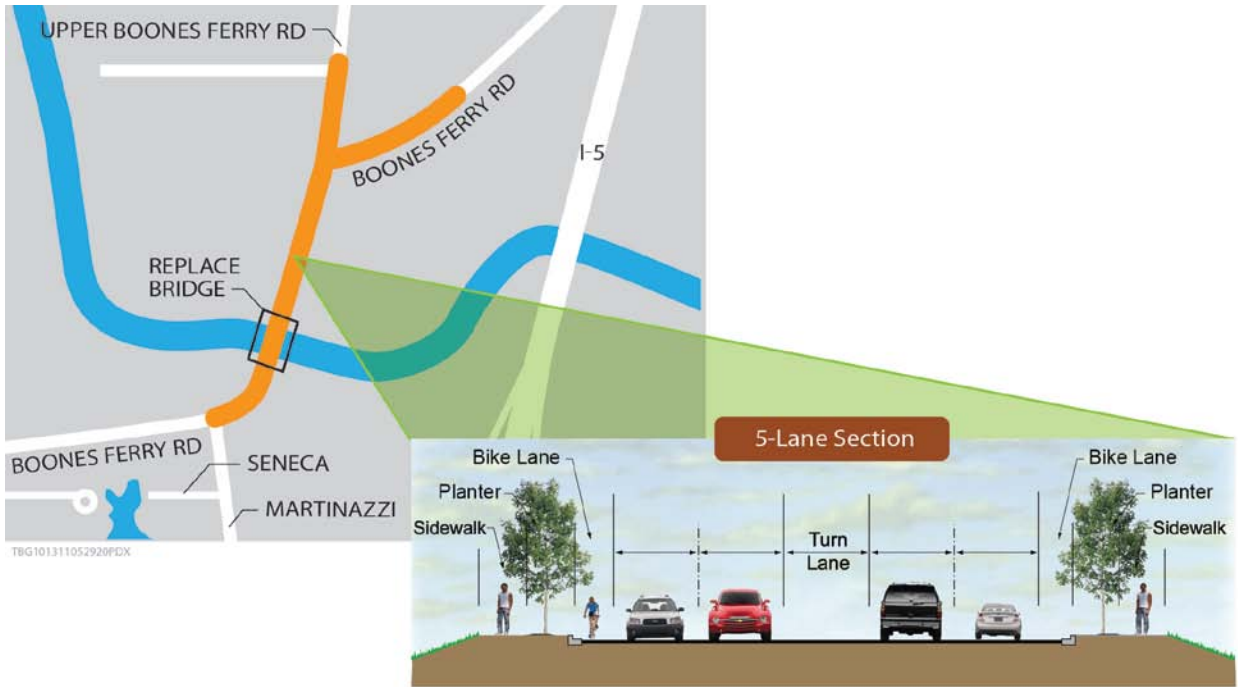 UPPER BOONES FERRY RD
BOONES FERRY RD
I-5
REPLACE
BRIDGE
BOONES FERRY RD
SENECA
MARTINAZZI
TBG101311052920PDX
5-Lane Section
Bike Lane
Bike Lane
Planter
Planter
Sidewalk
Sidewalk
Turn
Lane